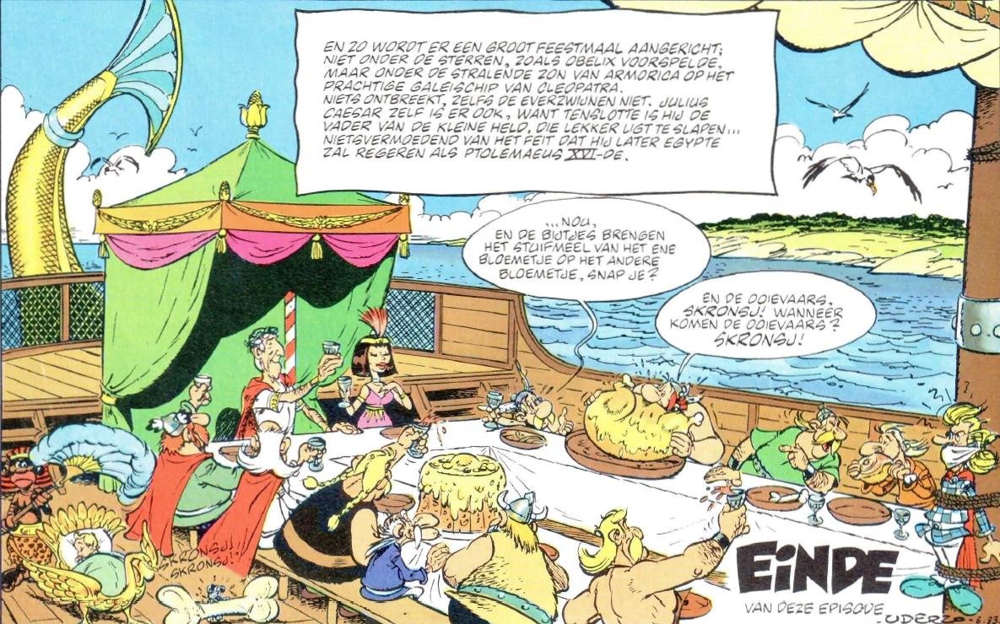 EN ZO WORDT ER EEN GROOT FEESTMAAL AANGERICHT;
NIET ONDER DE STERREN, ZOALS OBELIX VOORSPELDE,
MAAR ONDER DE STRALENDE ZON VAN ARMORICA OP HET
PRACHTIGE GALEISCHIP VAN CLEOPATRA.
NIETS ONTBREEKT, ZELFS DE EVERZWIJNEN NIET. JULIUS
CAESAR ZELF IS ER OOK, WANT TENSLOTTE IS HIJ DE
VADER VAN DE KLEINE HELD, DIE LEKKER LIGT TE SLAPEN...
NIETSVERMOEDEND VAN HET FEIT DAT HIJ LATER EGYPTE
ZAL REGEREN ALS PTOLEMAEUS XVI-DE.
...NOU,
EN DE BIJTJES BRENGEN
HET STUIFMEEL VAN HET ENE
BLOEMETJE OP HET ANDERE
BLOEMETJE, SNAP JE?
EN DE OOIEVAARS,
SKRONSJ! WANNEER
KOMEN DE OOIEVAARS?
SKRONSJ!
SKRONSJ!
SKRONSJ!
EINDE
VAN DEZE EPISODE
-UDERZO-6.83